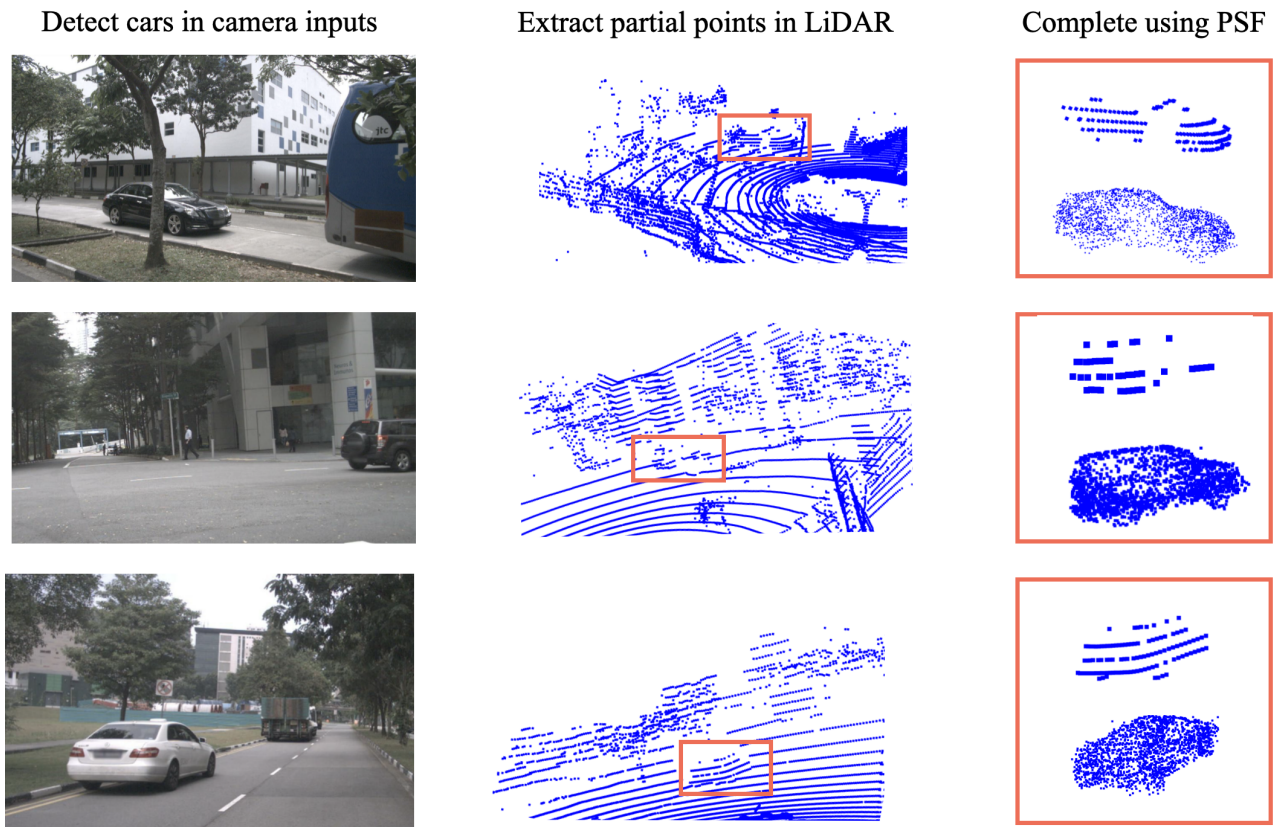 Detect cars in camera inputs
Extract partial points in LiDAR
Complete using PSF
jtc